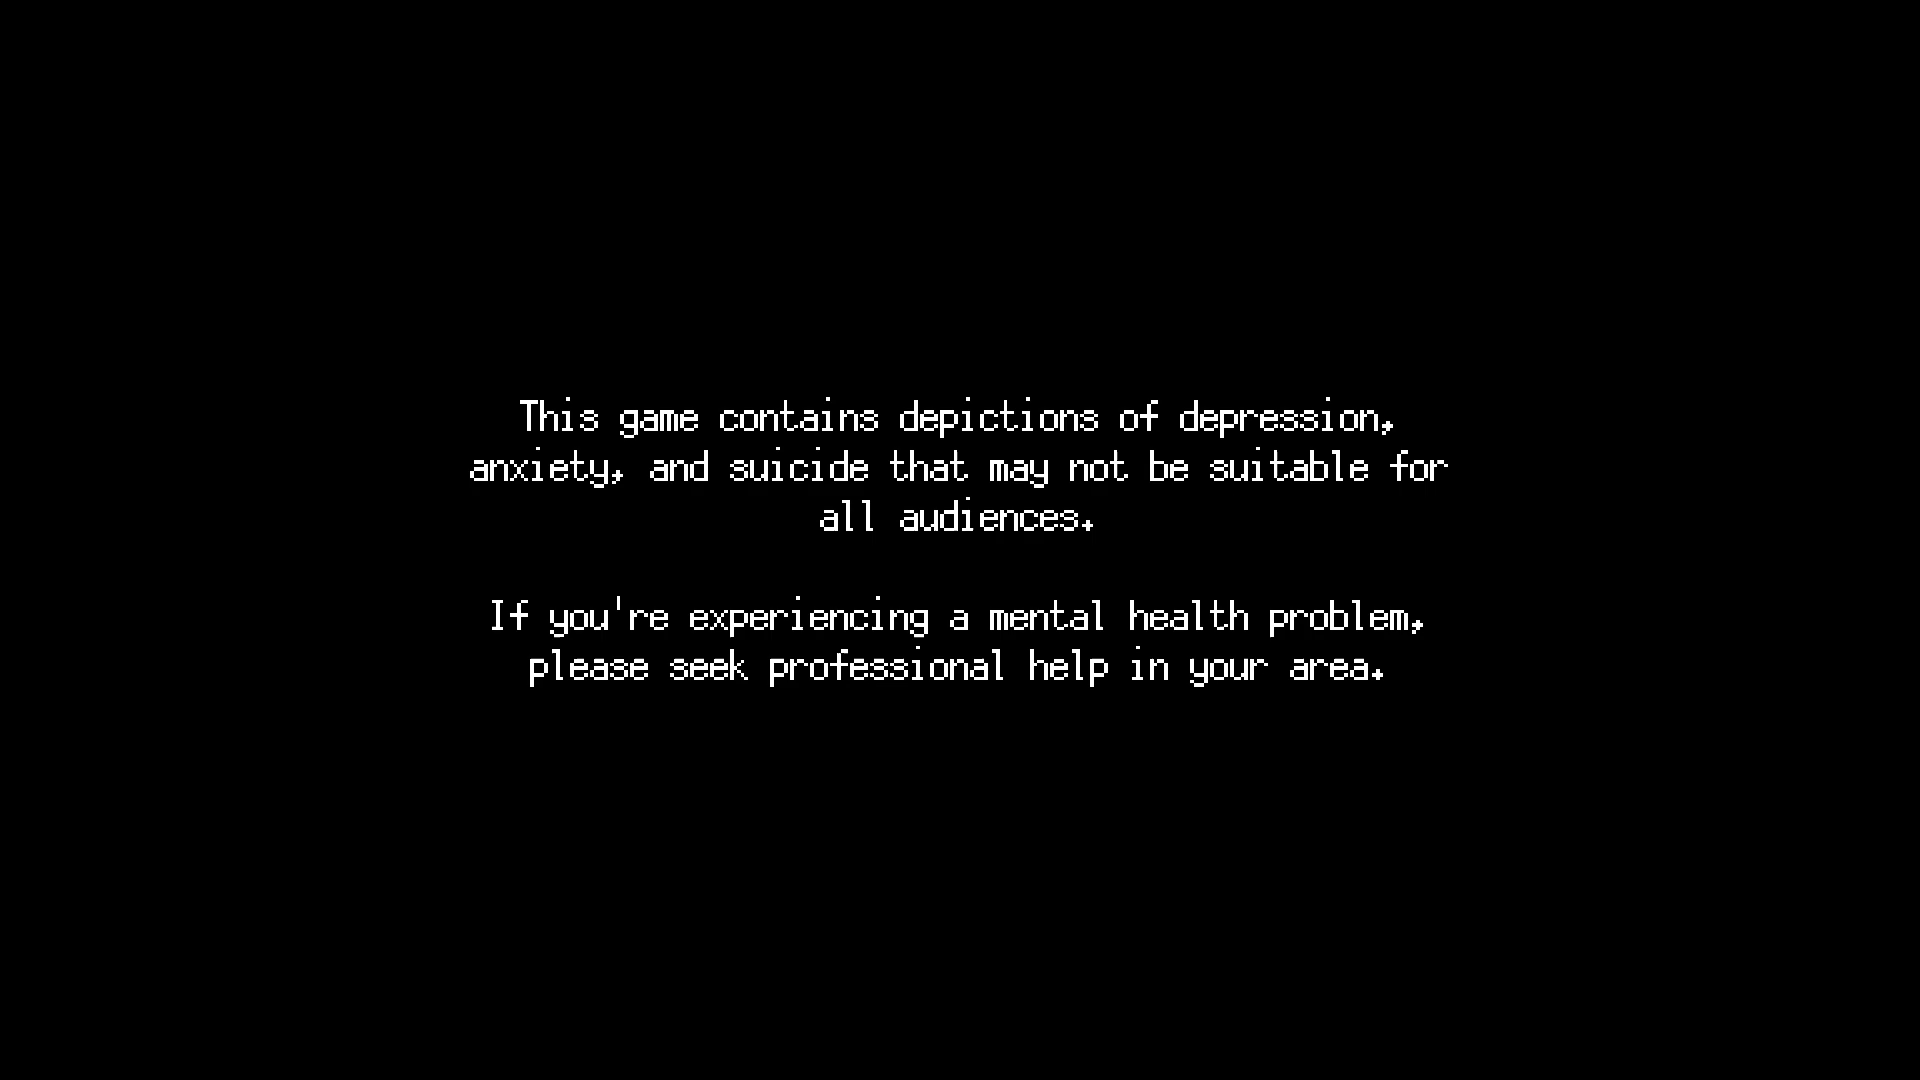 This game contains depictions of depression,
anxiety, and suicide that may not be suitable for
all audiences.
If you're experiencing a mental health problem,
please seek professional help in your area.